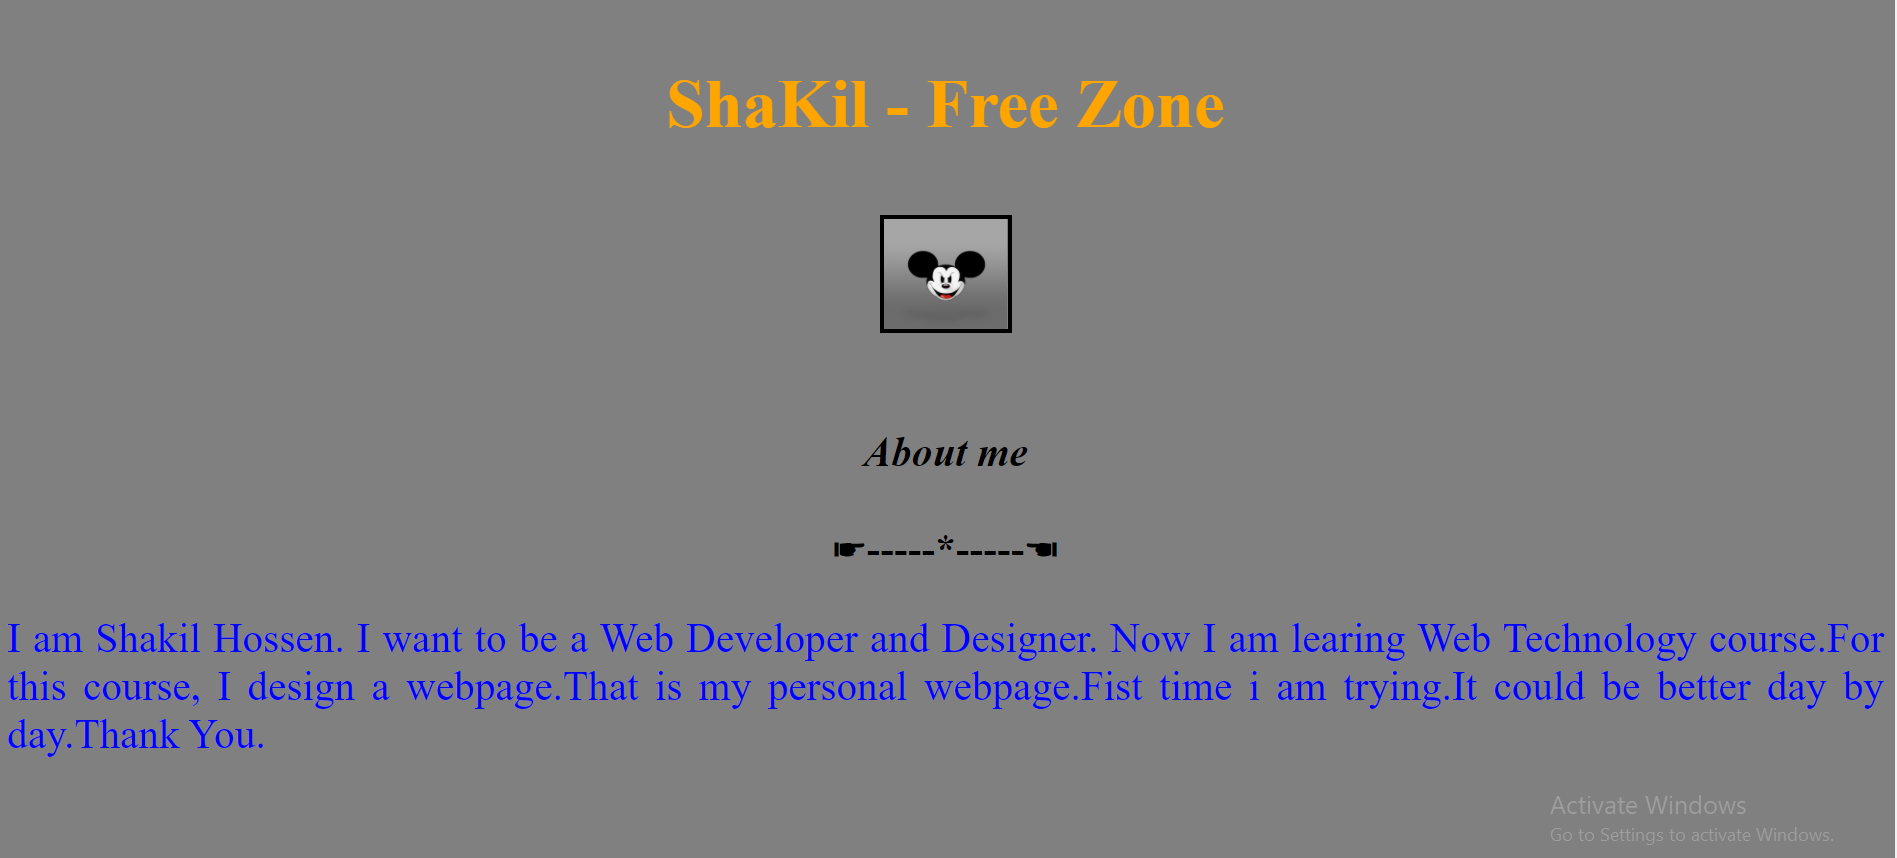 ShaKil - Free Zone
About me
☛-----*-----☚
I am Shakil Hossen. I want to be a Web Developer and Designer. Now I am learing Web Technology course.For
this course, I design a webpage.That is my personal webpage.Fist time i am trying.It could be better day by
day.Thank You.
Activate Windows
Go to Settings to activate Windows.